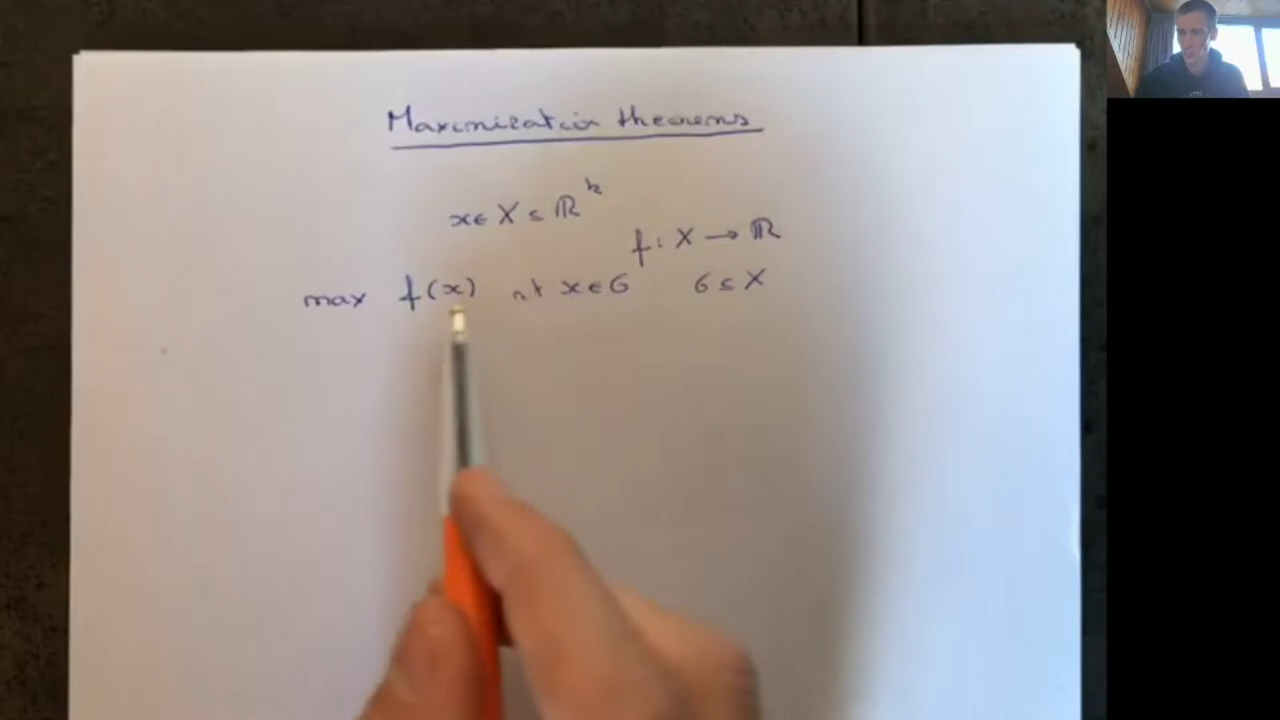 Maximization theorems
x ∈ X ⊆ ℝ^k
f : X → ℝ
max f(x) st x ∈ G G ⊆ X